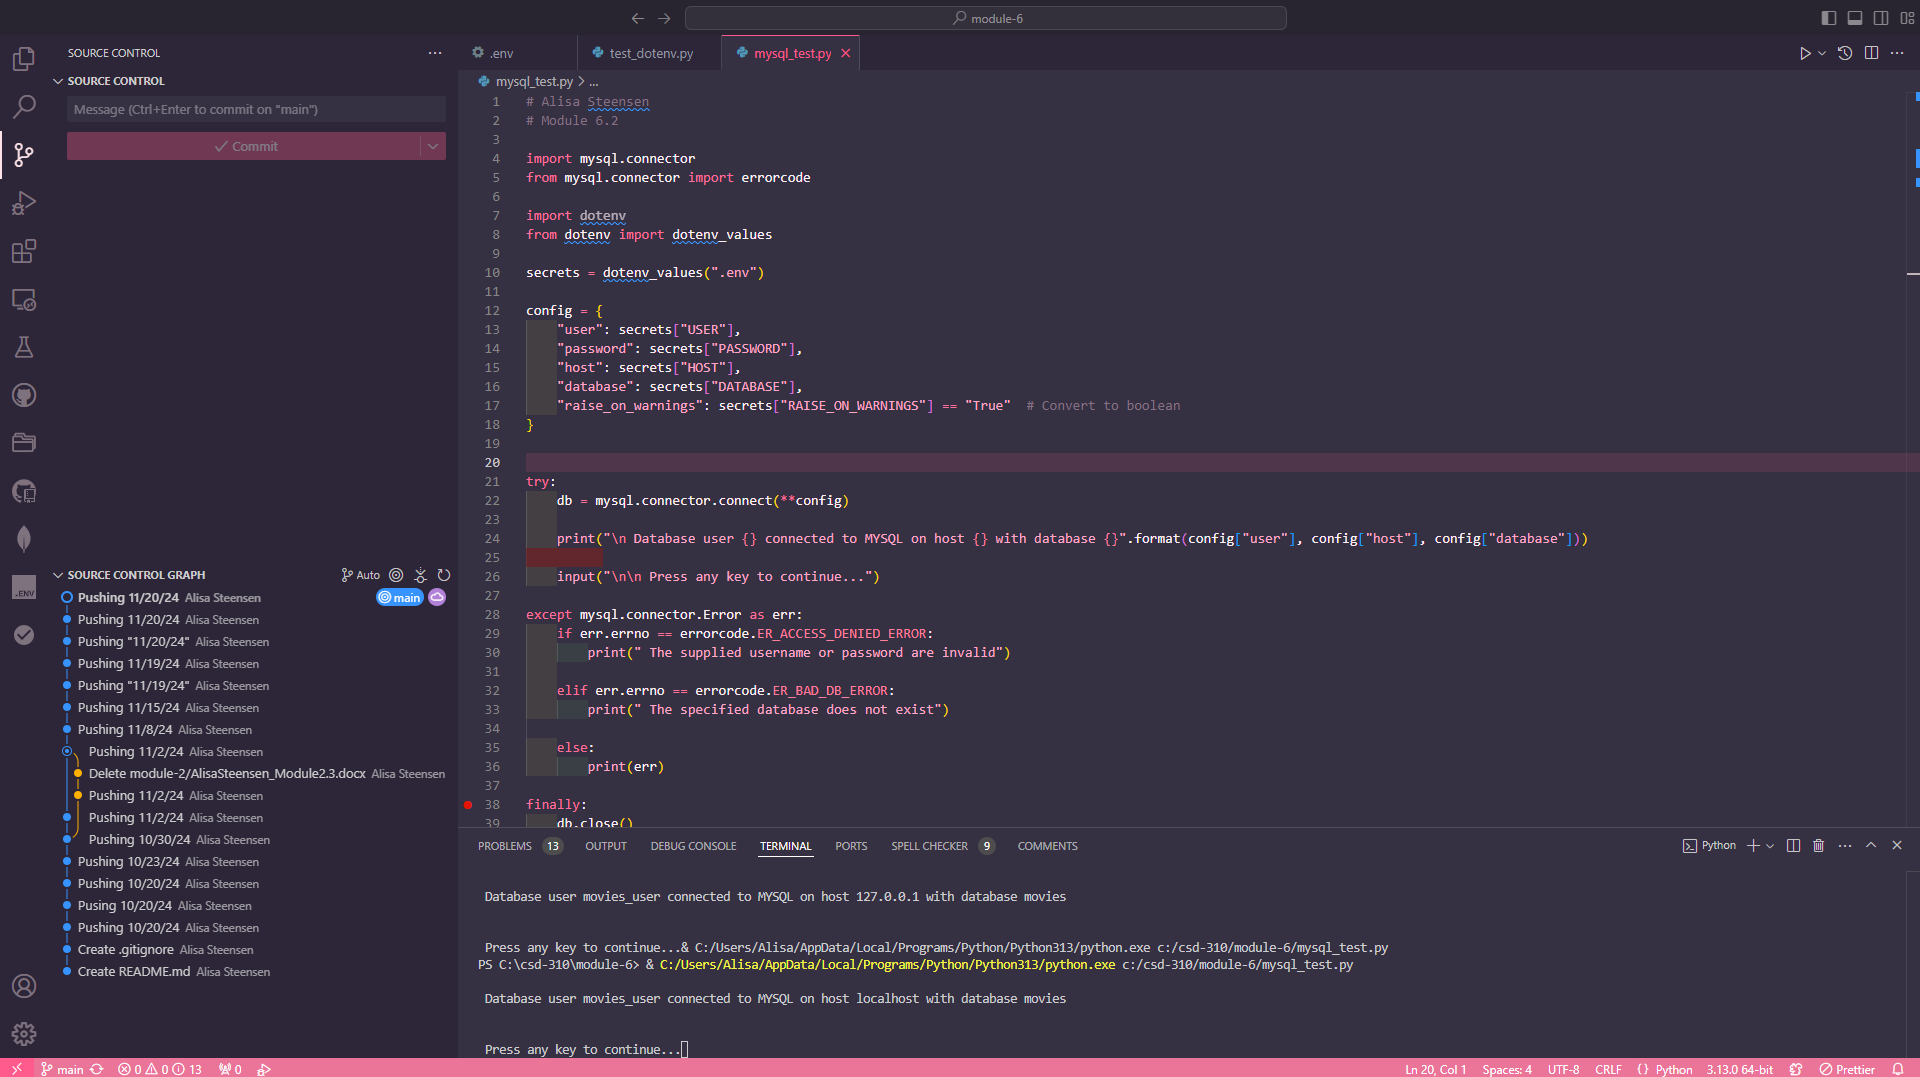 module-6
SOURCE CONTROL
SOURCE CONTROL
Message (Ctrl+Enter to commit on "main")
Commit
.ENV
SOURCE CONTROL GRAPH
Auto
Pushing 11/20/24 Alisa Steensen
main
Pushing 11/20/24 Alisa Steensen
Pushing "11/20/24" Alisa Steensen
Pushing 11/19/24 Alisa Steensen
Pushing "11/19/24" Alisa Steensen
Pushing 11/15/24 Alisa Steensen
Pushing 11/8/24 Alisa Steensen
Pushing 11/2/24 Alisa Steensen
Delete module-2/AlisaSteensen_Module2.3.docx Alisa Steensen
Pushing 11/2/24 Alisa Steensen
Pushing 11/2/24 Alisa Steensen
Pushing 10/30/24 Alisa Steensen
Pushing 10/23/24 Alisa Steensen
Pushing 10/20/24 Alisa Steensen
Pusing 10/20/24 Alisa Steensen
Pushing 10/20/24 Alisa Steensen
Create .gitignore Alisa Steensen
Create README.md Alisa Steensen
.env
test_dotenv.py
mysql_test.py
mysql_test.py > ...
1 # Alisa Steensen
2 # Module 6.2
3
4 import mysql.connector
5 from mysql.connector import errorcode
6
7 import dotenv
8 from dotenv import dotenv_values
9
10 secrets = dotenv_values(".env")
11
12 config = {
13 "user": secrets["USER"],
14 "password": secrets["PASSWORD"],
15 "host": secrets["HOST"],
16 "database": secrets["DATABASE"],
17 "raise_on_warnings": secrets["RAISE_ON_WARNINGS"] == "True" # Convert to boolean
18 }
19
20
21 try:
22 db = mysql.connector.connect(**config)
23
24 print("\n Database user {} connected to MYSQL on host {} with database {}".format(config["user"], config["host"], config["database"]))
25
26 input("\n\n Press any key to continue...")
27
28 except mysql.connector.Error as err:
29 if err.errno == errorcode.ER_ACCESS_DENIED_ERROR:
30 print(" The supplied username or password are invalid")
31
32 elif err.errno == errorcode.ER_BAD_DB_ERROR:
33 print(" The specified database does not exist")
34
35 else:
36 print(err)
37
38 finally:
39 db.close()
PROBLEMS 13 OUTPUT DEBUG CONSOLE TERMINAL PORTS SPELL CHECKER 9 COMMENTS
Python
Database user movies_user connected to MYSQL on host 127.0.0.1 with database movies
Press any key to continue...& C:/Users/Alisa/AppData/Local/Programs/Python/Python313/python.exe c:/csd-310/module-6/mysql_test.py
PS C:\csd-310\module-6> & C:/Users/Alisa/AppData/Local/Programs/Python/Python313/python.exe c:/csd-310/module-6/mysql_test.py
Database user movies_user connected to MYSQL on host localhost with database movies
Press any key to continue...
main 0 0 13 0
Ln 20, Col 1 Spaces: 4 UTF-8 CRLF {} Python 3.13.0 64-bit Prettier